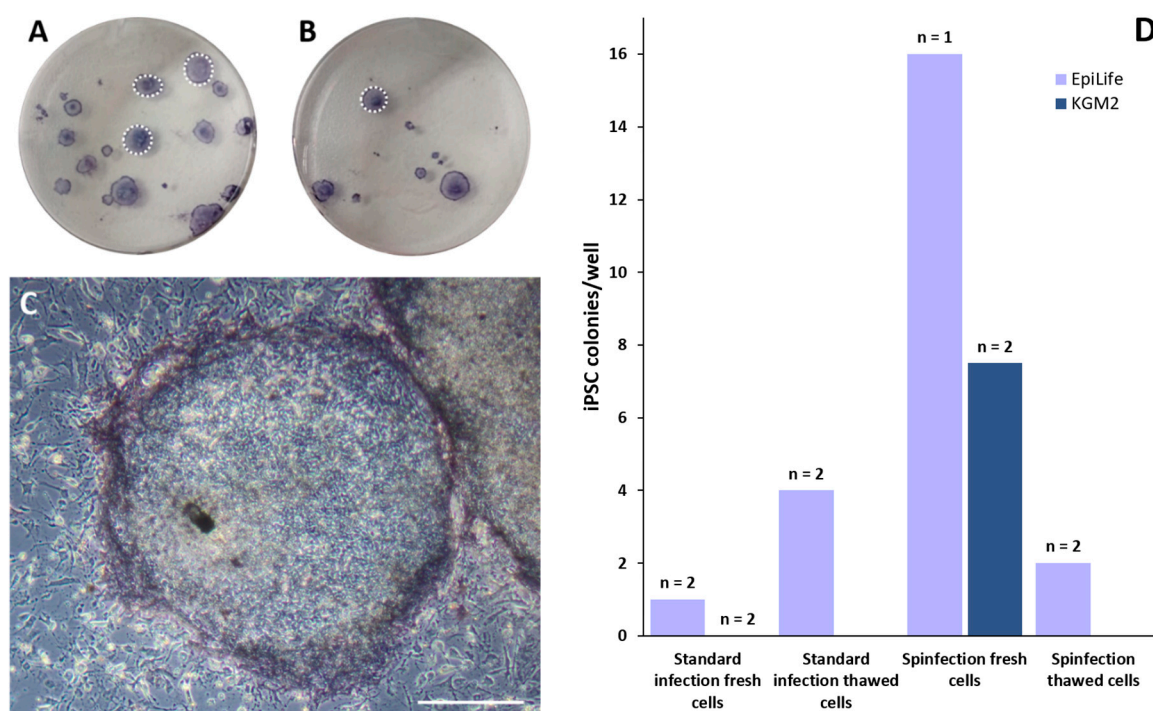 A
B
C
D
EpiLife
KGM2
iPSC colonies/well
16
14
12
10
8
6
4
2
0
n = 2
n = 2
n = 2
n = 1
n = 2
n = 2
Standard
infection fresh
cells
Standard
infection thawed
cells
Spinfection fresh
cells
Spinfection
thawed cells